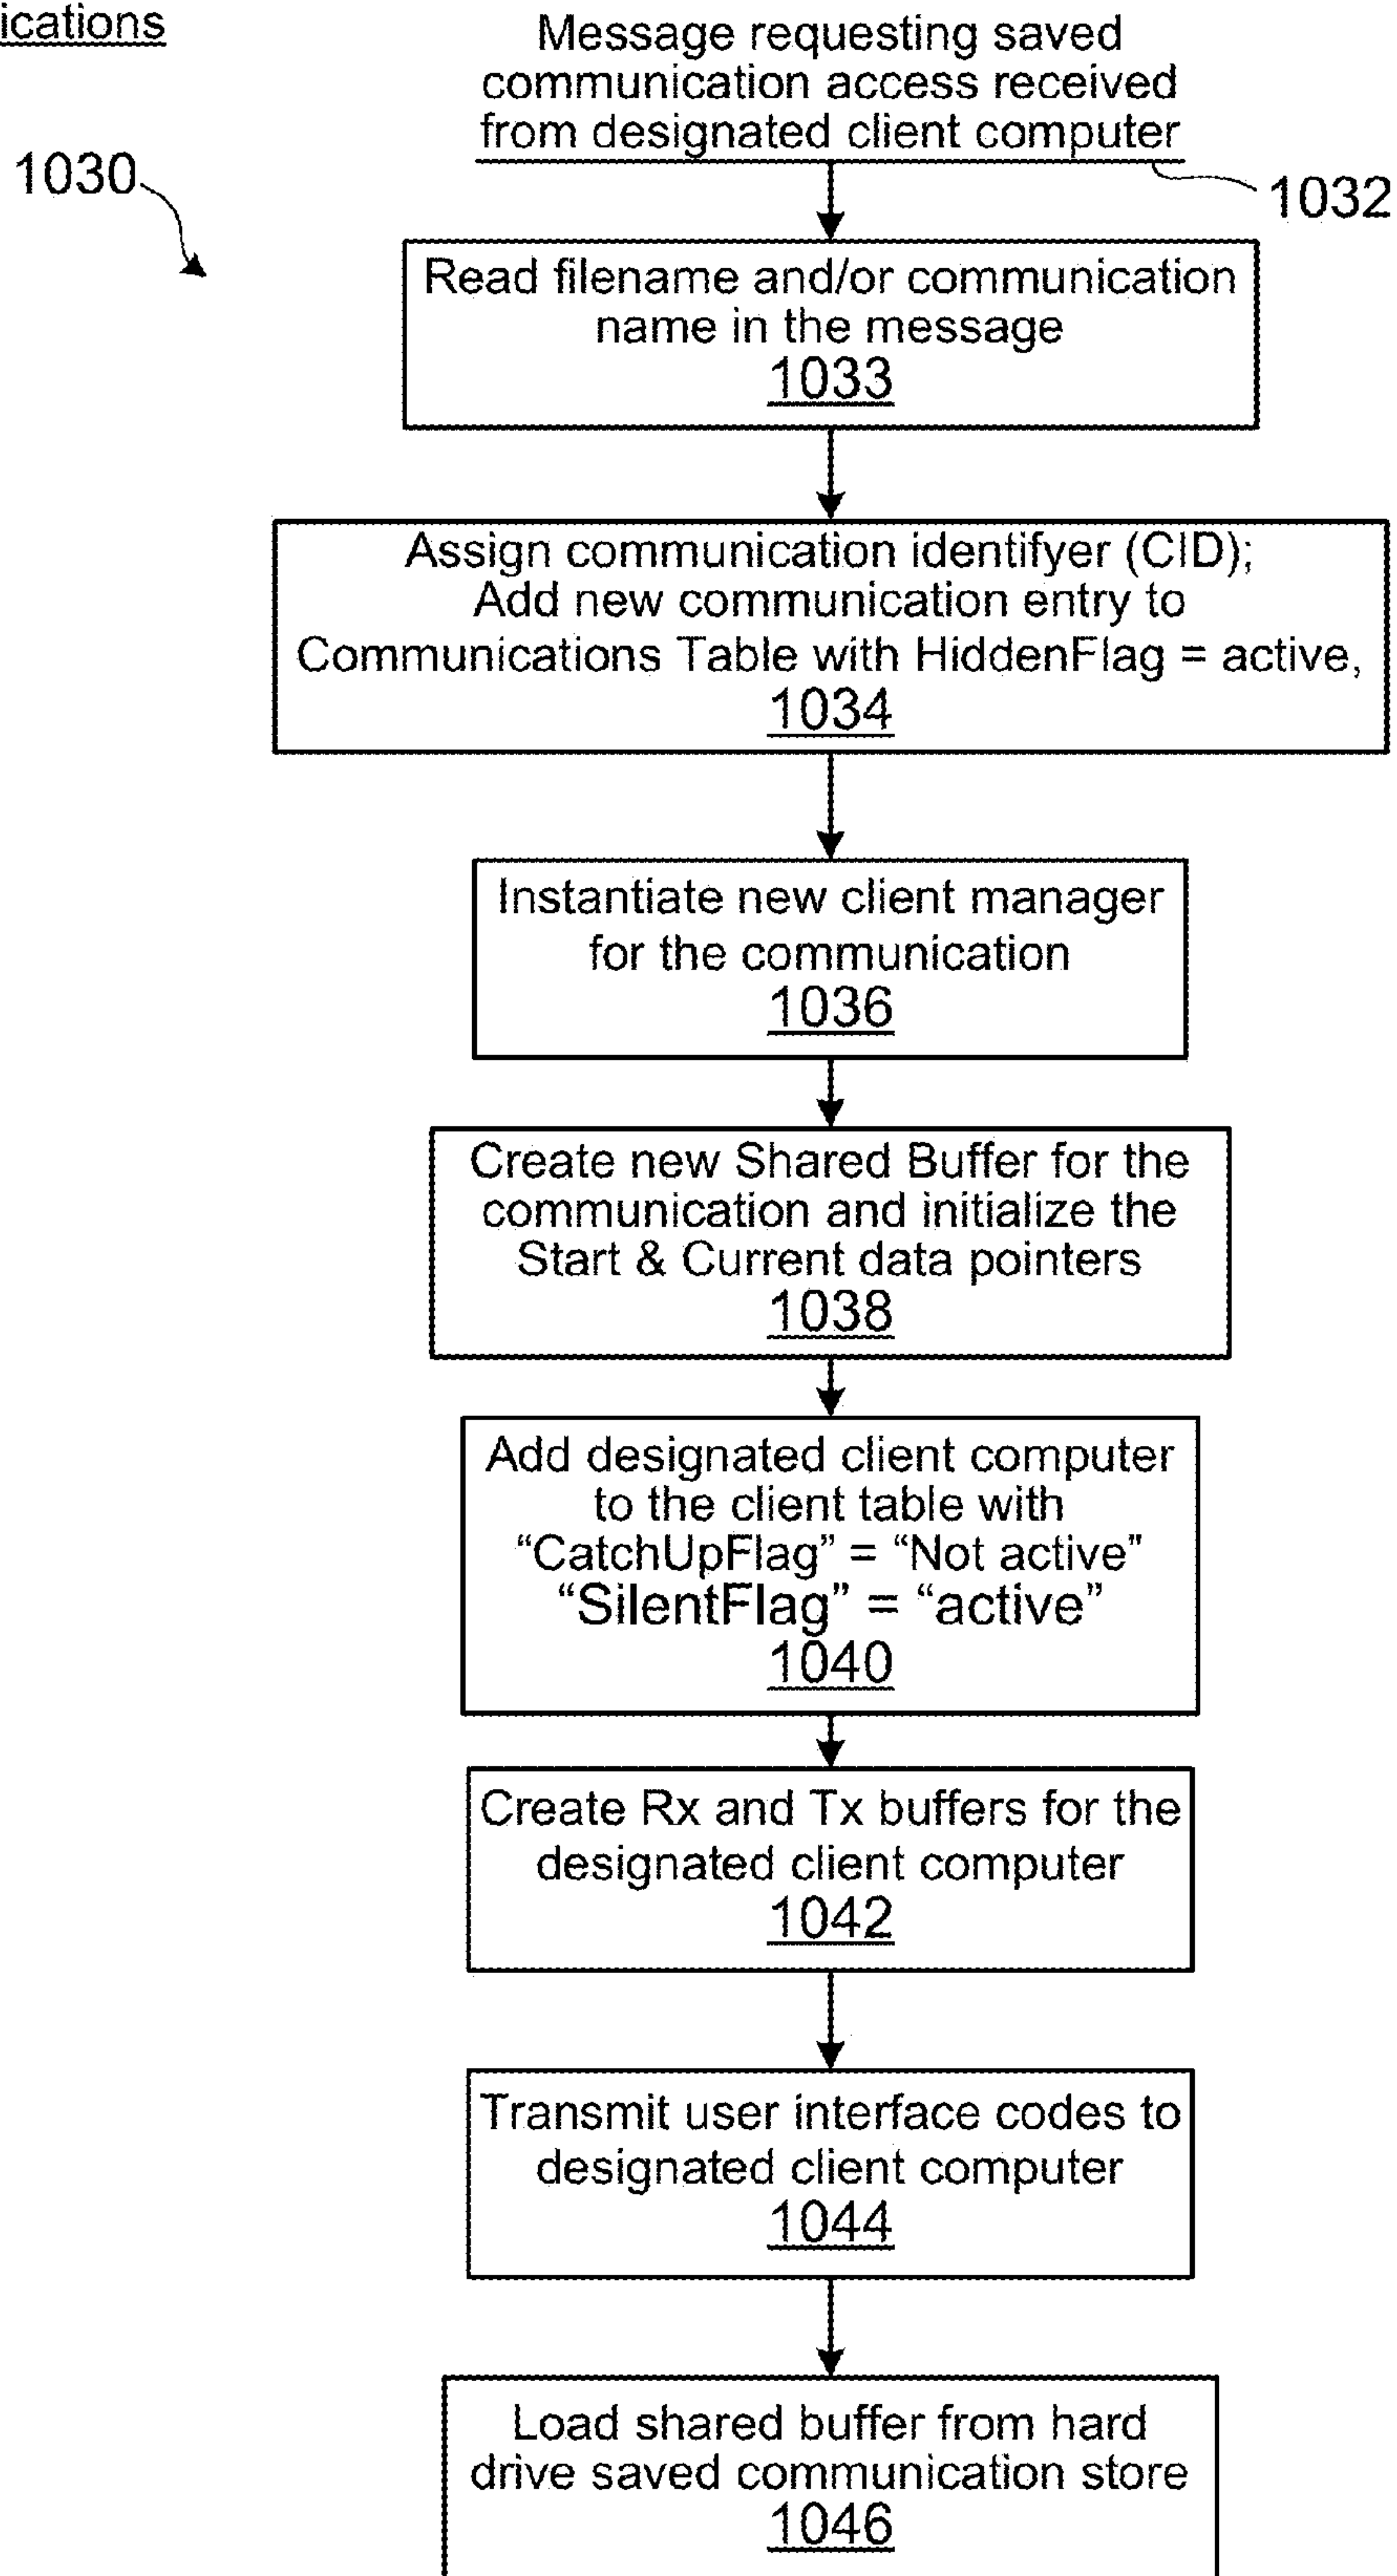 ications
Message requesting saved
communication access received
from designated client computer
1030
1032
Read filename and/or communication
name in the message
1033
Assign communication identifyer (CID);
Add new communication entry to
Communications Table with HiddenFlag = active,
1034
Instantiate new client manager
for the communication
1036
Create new Shared Buffer for the
communication and initialize the
Start & Current data pointers
1038
Add designated client computer
to the client table with
“CatchUpFlag” = “Not active”
“SilentFlag” = “active”
1040
Create Rx and Tx buffers for the
designated client computer
1042
Transmit user interface codes to
designated client computer
1044
Load shared buffer from hard
drive saved communication store
1046